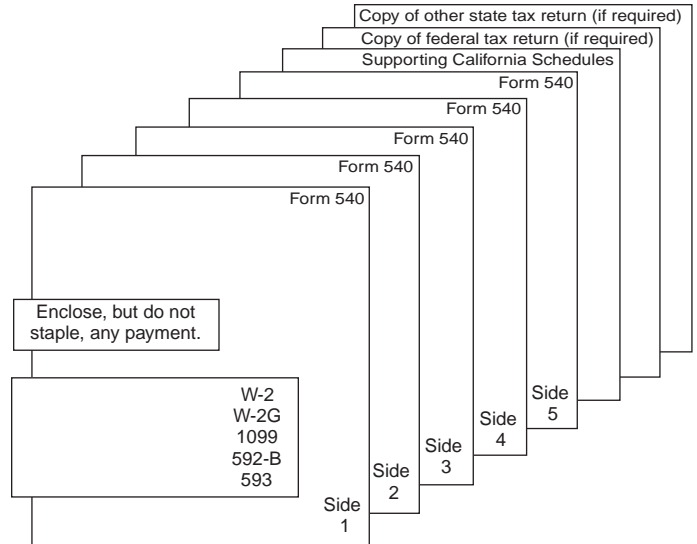 Copy of other state tax return (if required)
Copy of federal tax return (if required)
Supporting California Schedules
Form 540
Form 540
Form 540
Form 540
Form 540
Enclose, but do not
staple, any payment.
W-2
W-2G
1099
592-B
593
Side
1
Side
2
Side
3
Side
4
Side
5